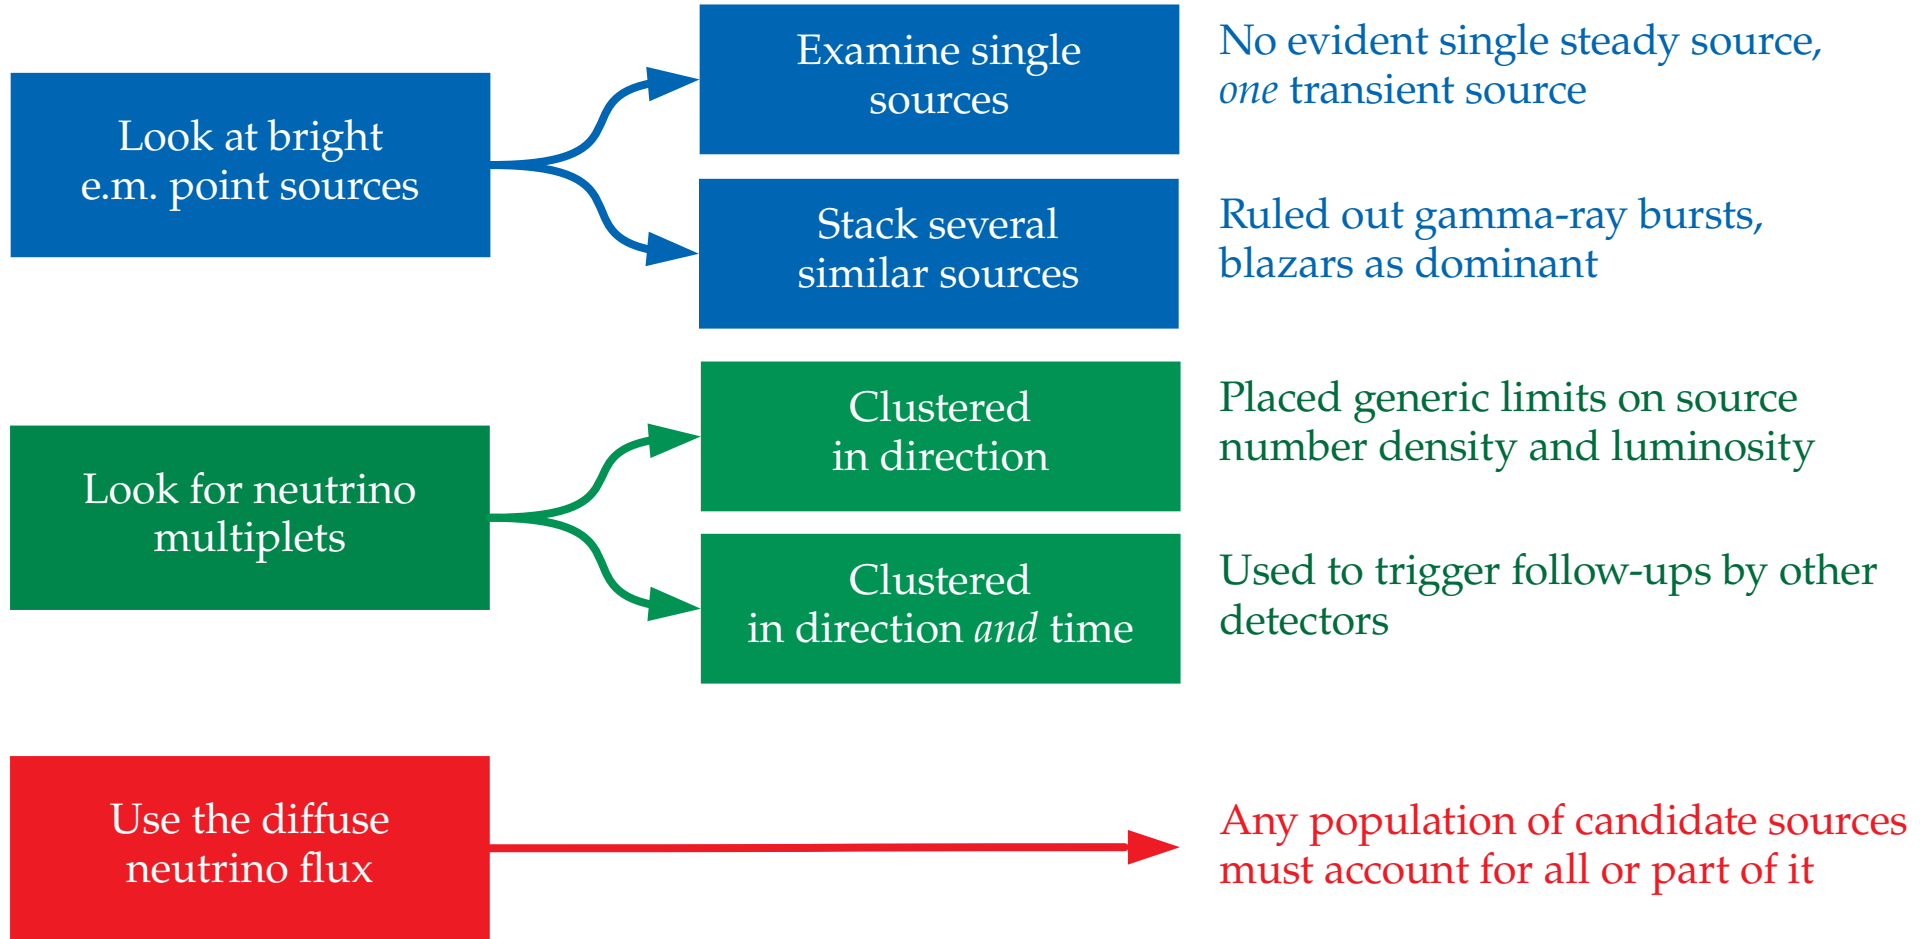 Look at bright
e.m. point sources
Examine single
sources
No evident single steady source,
one transient source
Stack several
similar sources
Ruled out gamma-ray bursts,
blazars as dominant
Look for neutrino
multiplets
Clustered
in direction
Placed generic limits on source
number density and luminosity
Clustered
in direction and time
Used to trigger follow-ups by other
detectors
Use the diffuse
neutrino flux
Any population of candidate sources
must account for all or part of it